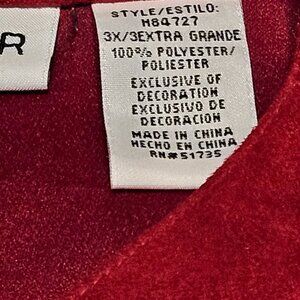 R
STYLE/ESTILO:
H84727
3X/3EXTRA GRANDE
100% POLYESTER/
POLIESTER
EXCLUSIVE OF
DECORATION
EXCLUSIVO DE
DECORACION
MADE IN CHINA
HECHO EN CHINA
RN#51735